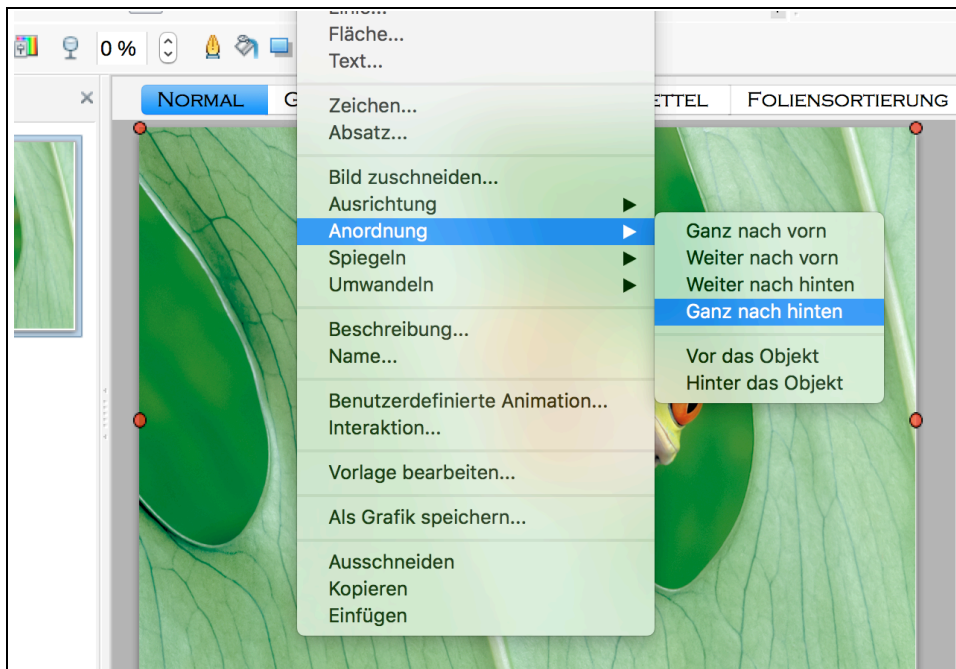 Fläche...
0 %
Text...
NORMAL
ETTEL
FOLIENSORTIERUNG
Zeichen...
Absatz...
Bild zuschneiden...
Ausrichtung
Anordnung
Spiegeln
Umwandeln
Ganz nach vorn
Weiter nach vorn
Weiter nach hinten
Ganz nach hinten
Vor das Objekt
Hinter das Objekt
Beschreibung...
Name...
Benutzerdefinierte Animation...
Interaktion...
Vorlage bearbeiten...
Als Grafik speichern...
Ausschneiden
Kopieren
Einfügen